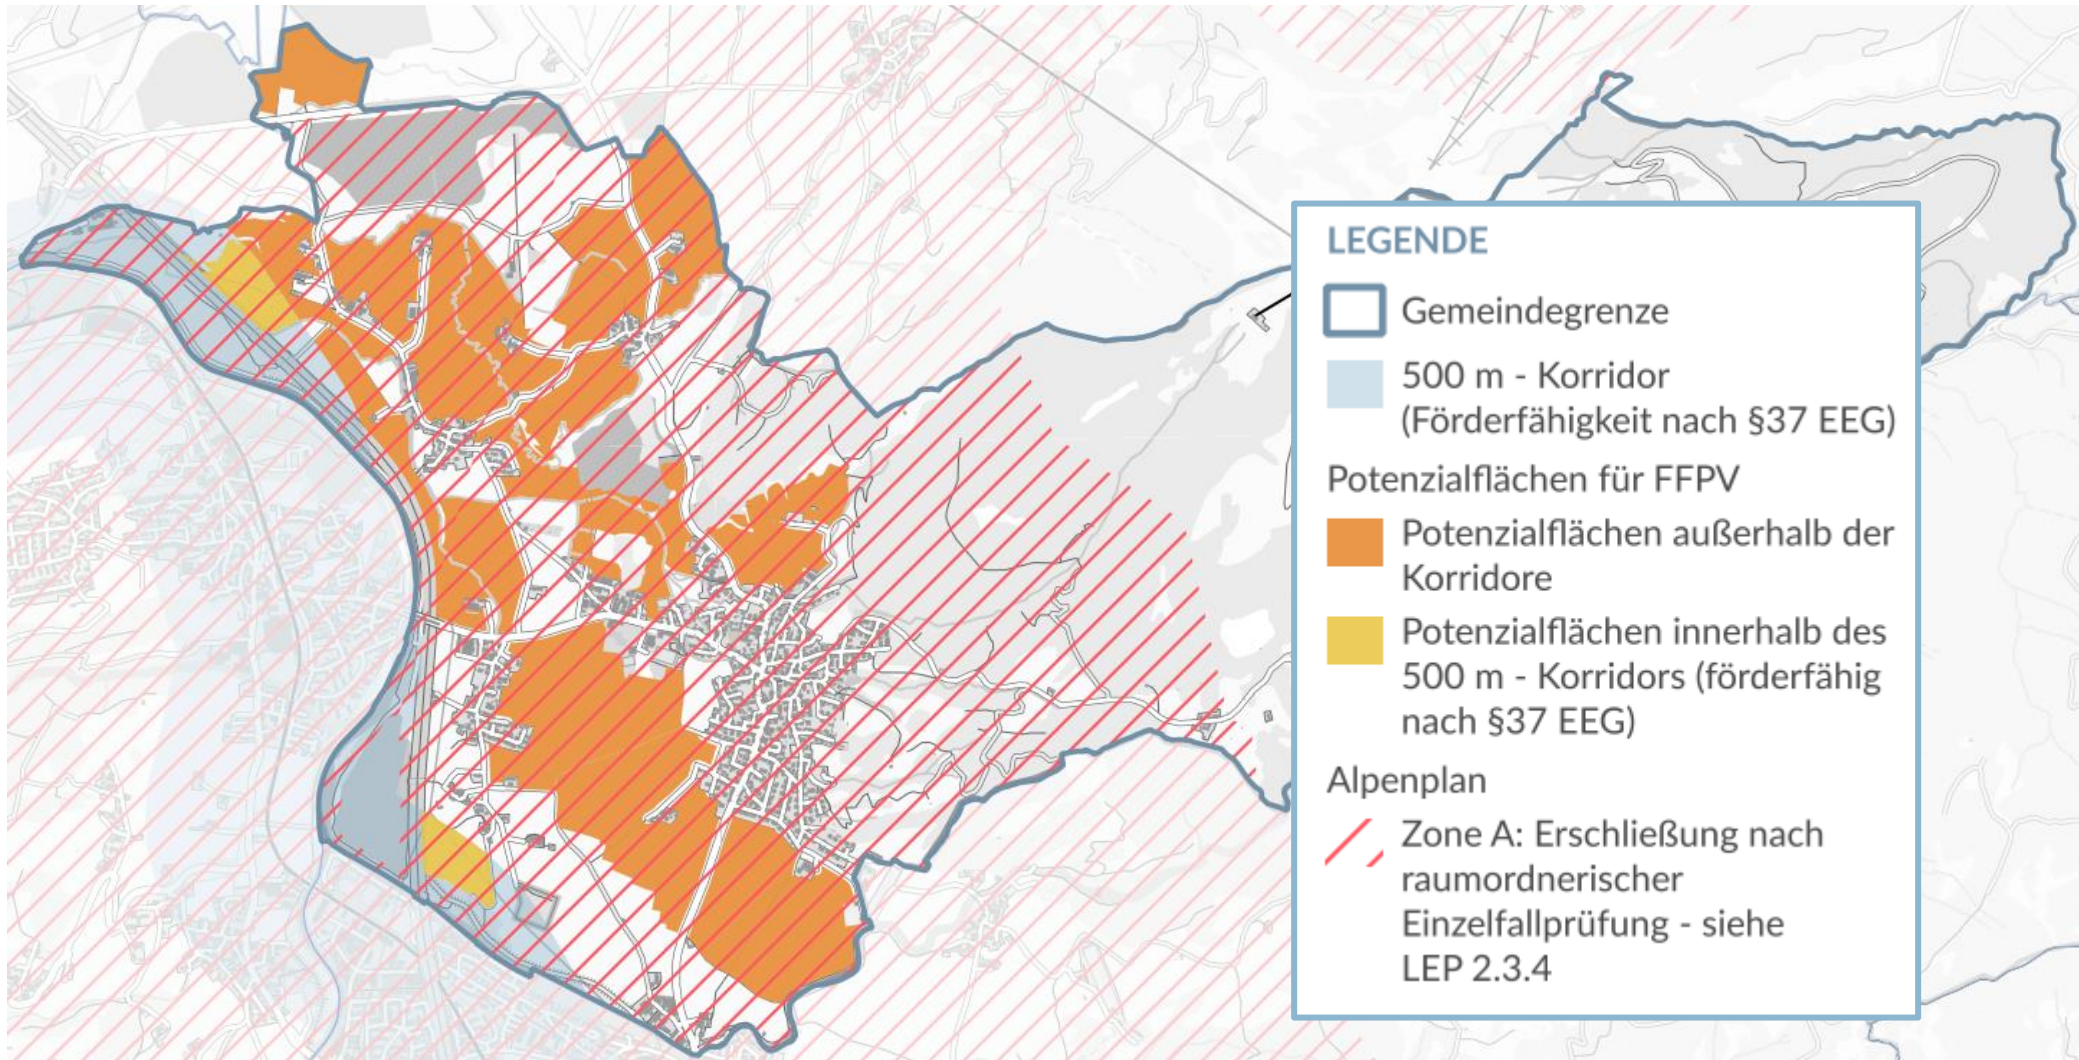 LEGENDE
Gemeindegrenze
500 m - Korridor
(Förderfähigkeit nach §37 EEG)
Potenzialflächen für FFPV
Potenzialflächen außerhalb der
Korridore
Potenzialflächen innerhalb des
500 m - Korridors (förderfähig
nach §37 EEG)
Alpenplan
Zone A: Erschließung nach
raumordnerischer
Einzelfallprüfung - siehe
LEP 2.3.4